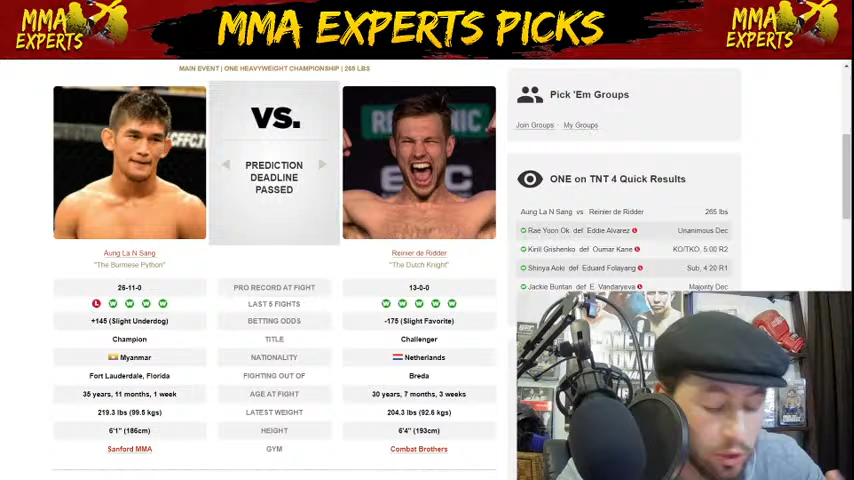 MMA EXPERTS
MMA EXPERTS PICKS
MMA EXPERTS
MAIN EVENT | ONE HEAVYWEIGHT CHAMPIONSHIP | 265 LBS
VS.
PREDICTION
DEADLINE
PASSED
Aung La N Sang
"The Burmese Python"
Reinier de Ridder
"The Dutch Knight"
26-11-0 PRO RECORD AT FIGHT 13-0-0
L W W W W LAST 5 FIGHTS W W W W W
+145 (Slight Underdog) BETTING ODDS -175 (Slight Favorite)
Champion TITLE Challenger
Myanmar NATIONALITY Netherlands
Fort Lauderdale, Florida FIGHTING OUT OF Breda
35 years, 11 months, 1 week AGE AT FIGHT 30 years, 7 months, 3 weeks
219.3 lbs (99.5 kgs) LATEST WEIGHT 204.3 lbs (92.6 kgs)
6'1" (186cm) HEIGHT 6'4" (193cm)
Sanford MMA GYM Combat Brothers
Pick 'Em Groups
Join Groups · My Groups
ONE on TNT 4 Quick Results
Aung La N Sang vs Reinier de Ridder 265 lbs
Rae Yoon Ok def Eddie Alvarez L Unanimous Dec
Kirill Grishenko def Oumar Kane L KO/TKO, 5:00 R2
Shinya Aoki def Eduard Folayang L Sub, 4:20 R1
Jackie Buntan def E. Vandaryeva L Majority Dec